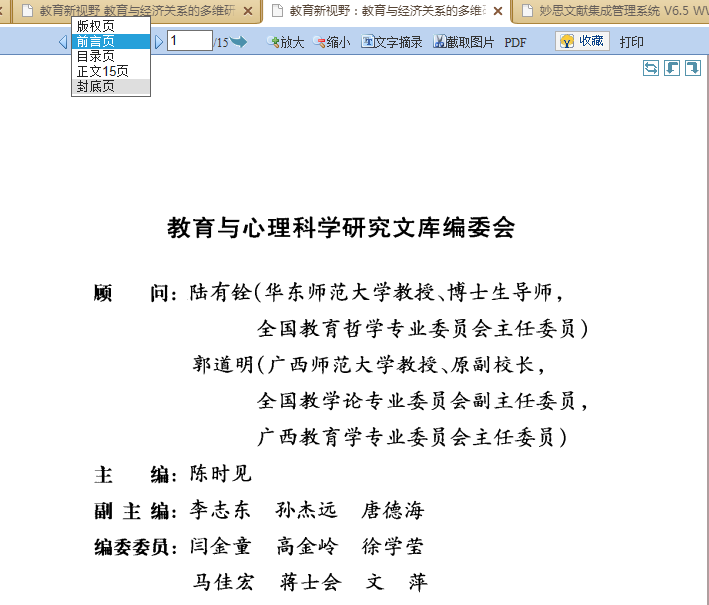 教育新视野 教育与经济关系的多维研 × 教育新视野：教育与经济关系的多维 × 妙思文献集成管理系统 V6.5 WV
版权页
前言页 1 /15 放大 缩小 文字摘录 截取图片 PDF 收藏 打印
目录页
正文15页
封底页
教育与心理科学研究文库编委会
顾 问：陆有铨(华东师范大学教授、博士生导师，
全国教育哲学专业委员会主任委员)
郭道明(广西师范大学教授、原副校长，
全国教学论专业委员会副主任委员，
广西教育学专业委员会主任委员)
主 编：陈时见
副 主 编：李志东 孙杰远 唐德海
编委委员：闫金童 高金岭 徐学莹
马佳宏 蒋士会 文 萍